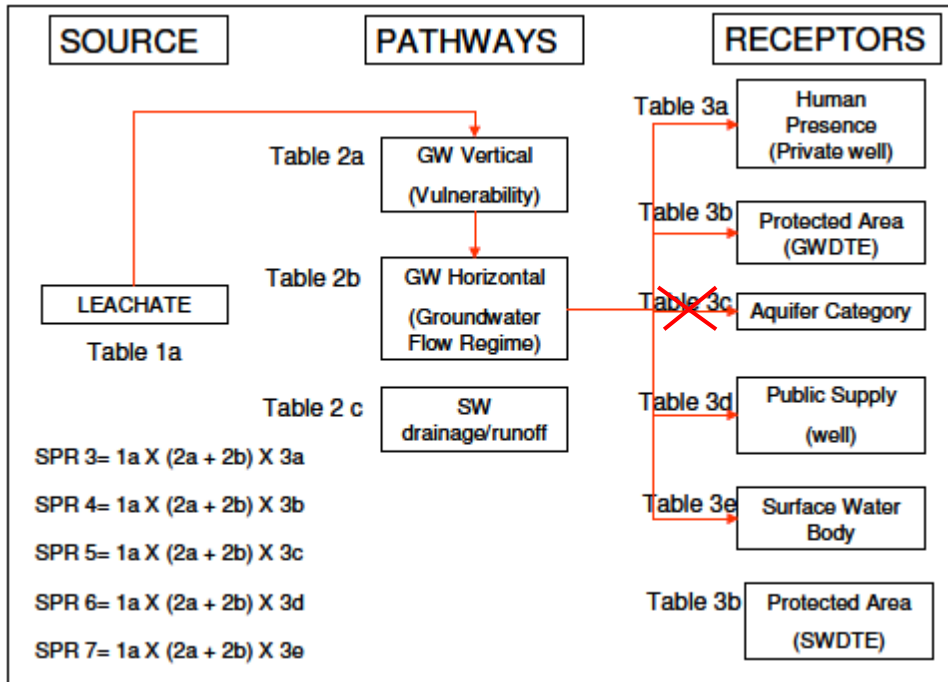 SOURCE
PATHWAYS
RECEPTORS
Table 3a
Human
Presence
(Private well)
Table 2a
GW Vertical
(Vulnerability)
Table 3b
Protected Area
(GWDTE)
Table 2b
GW Horizontal
(Groundwater
Flow Regime)
LEACHATE
Table 1a
Table 3c
Aquifer Category
Table 2 c
SW
drainage/runoff
Table 3d
Public Supply
(well)
SPR 3= 1a X (2a + 2b) X 3a
SPR 4= 1a X (2a + 2b) X 3b
SPR 5= 1a X (2a + 2b) X 3c
SPR 6= 1a X (2a + 2b) X 3d
SPR 7= 1a X (2a + 2b) X 3e
Table 3e
Surface Water
Body
Table 3b
Protected Area
(SWDTE)